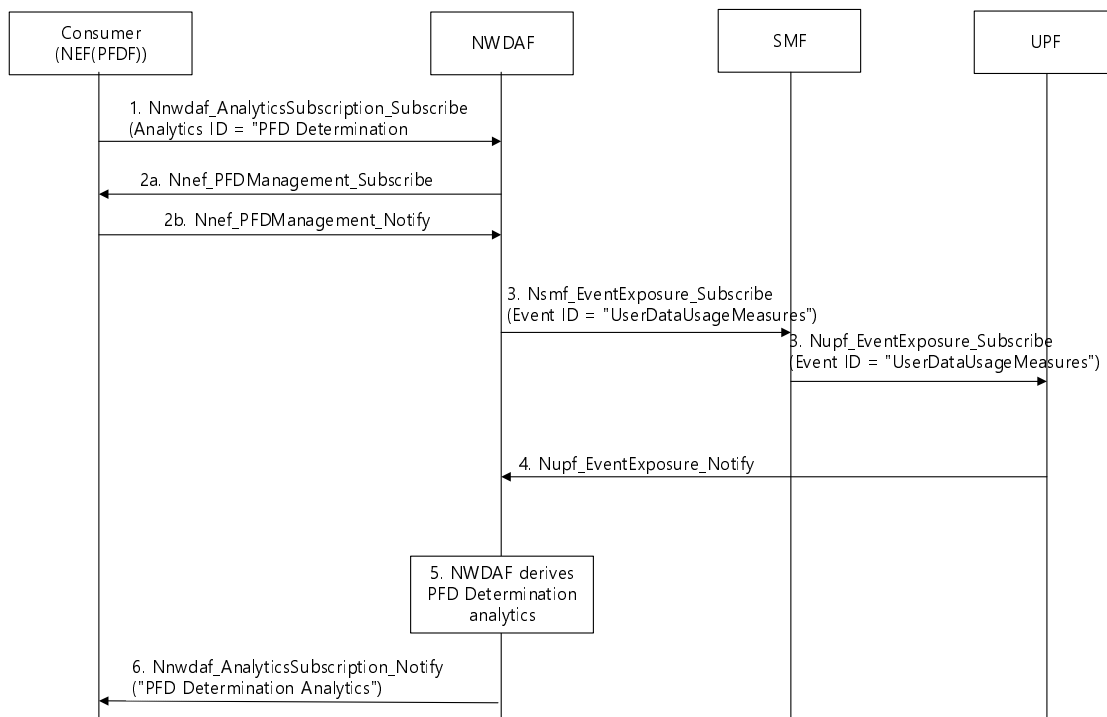 Consumer
(NEF(PFDF))
NWDAF
SMF
UPF
1. Nnwdaf_AnalyticsSubscription_Subscribe
(Analytics ID = "PFD Determination
2a. Nnef_PFDManagement_Subscribe
2b. Nnef_PFDManagement_Notify
3. Nsmf_EventExposure_Subscribe
(Event ID = "UserDataUsageMeasures")
3. Nupf_EventExposure_Subscribe
(Event ID = "UserDataUsageMeasures")
4. Nupf_EventExposure_Notify
5. NWDAF derives
PFD Determination
analytics
6. Nnwdaf_AnalyticsSubscription_Notify
("PFD Determination Analytics")